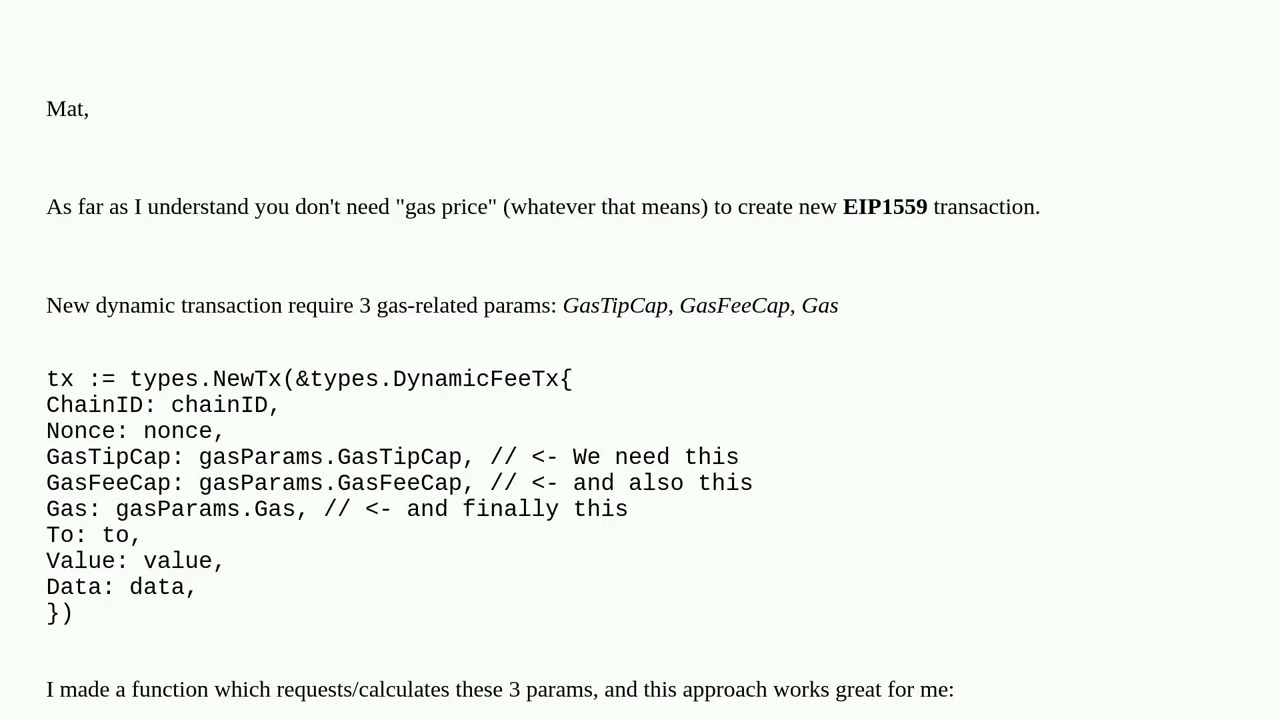 Mat,
As far as I understand you don't need "gas price" (whatever that means) to create new EIP1559 transaction.
New dynamic transaction require 3 gas-related params: GasTipCap, GasFeeCap, Gas
tx := types.NewTx(&types.DynamicFeeTx{
ChainID: chainID,
Nonce: nonce,
GasTipCap: gasParams.GasTipCap, // <- We need this
GasFeeCap: gasParams.GasFeeCap, // <- and also this
Gas: gasParams.Gas, // <- and finally this
To: to,
Value: value,
Data: data,
})
I made a function which requests/calculates these 3 params, and this approach works great for me: